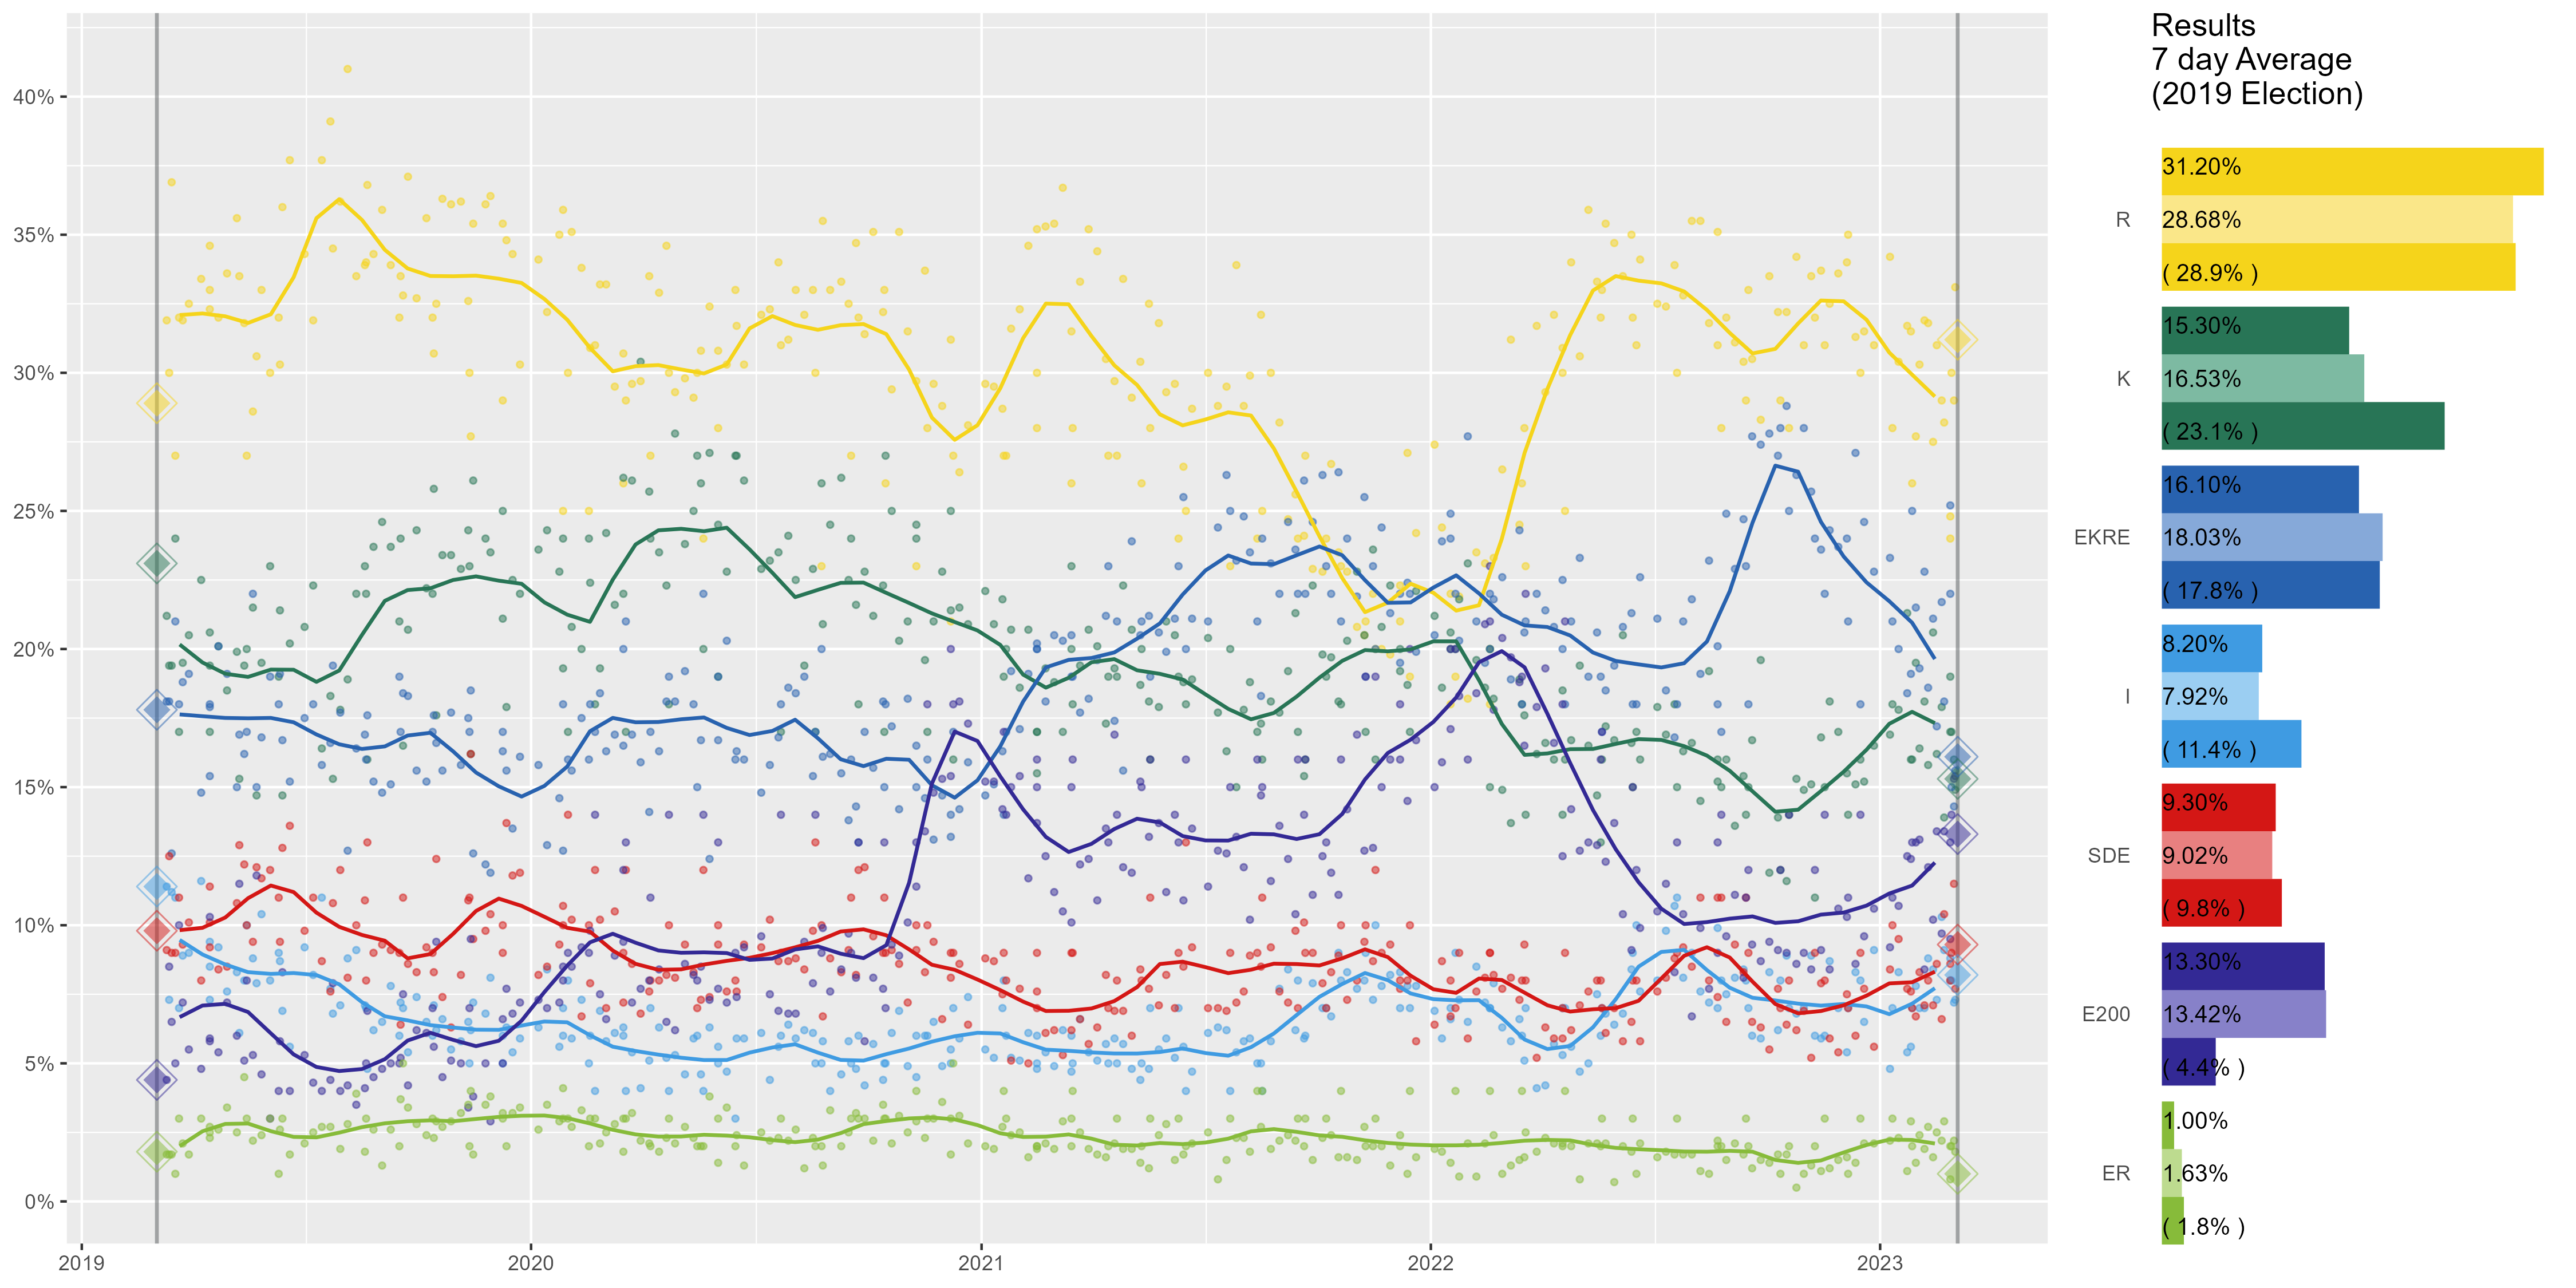 Results
7 day Average
(2019 Election)
40%
35%
30%
25%
20%
15%
10%
5%
0%
2019
2020
2021
2022
2023
R
31.20%
28.68%
( 28.9% )
K
15.30%
16.53%
( 23.1% )
EKRE
16.10%
18.03%
( 17.8% )
I
8.20%
7.92%
( 11.4% )
SDE
9.30%
9.02%
( 9.8% )
E200
13.30%
13.42%
( 4.4% )
ER
1.00%
1.63%
( 1.8% )